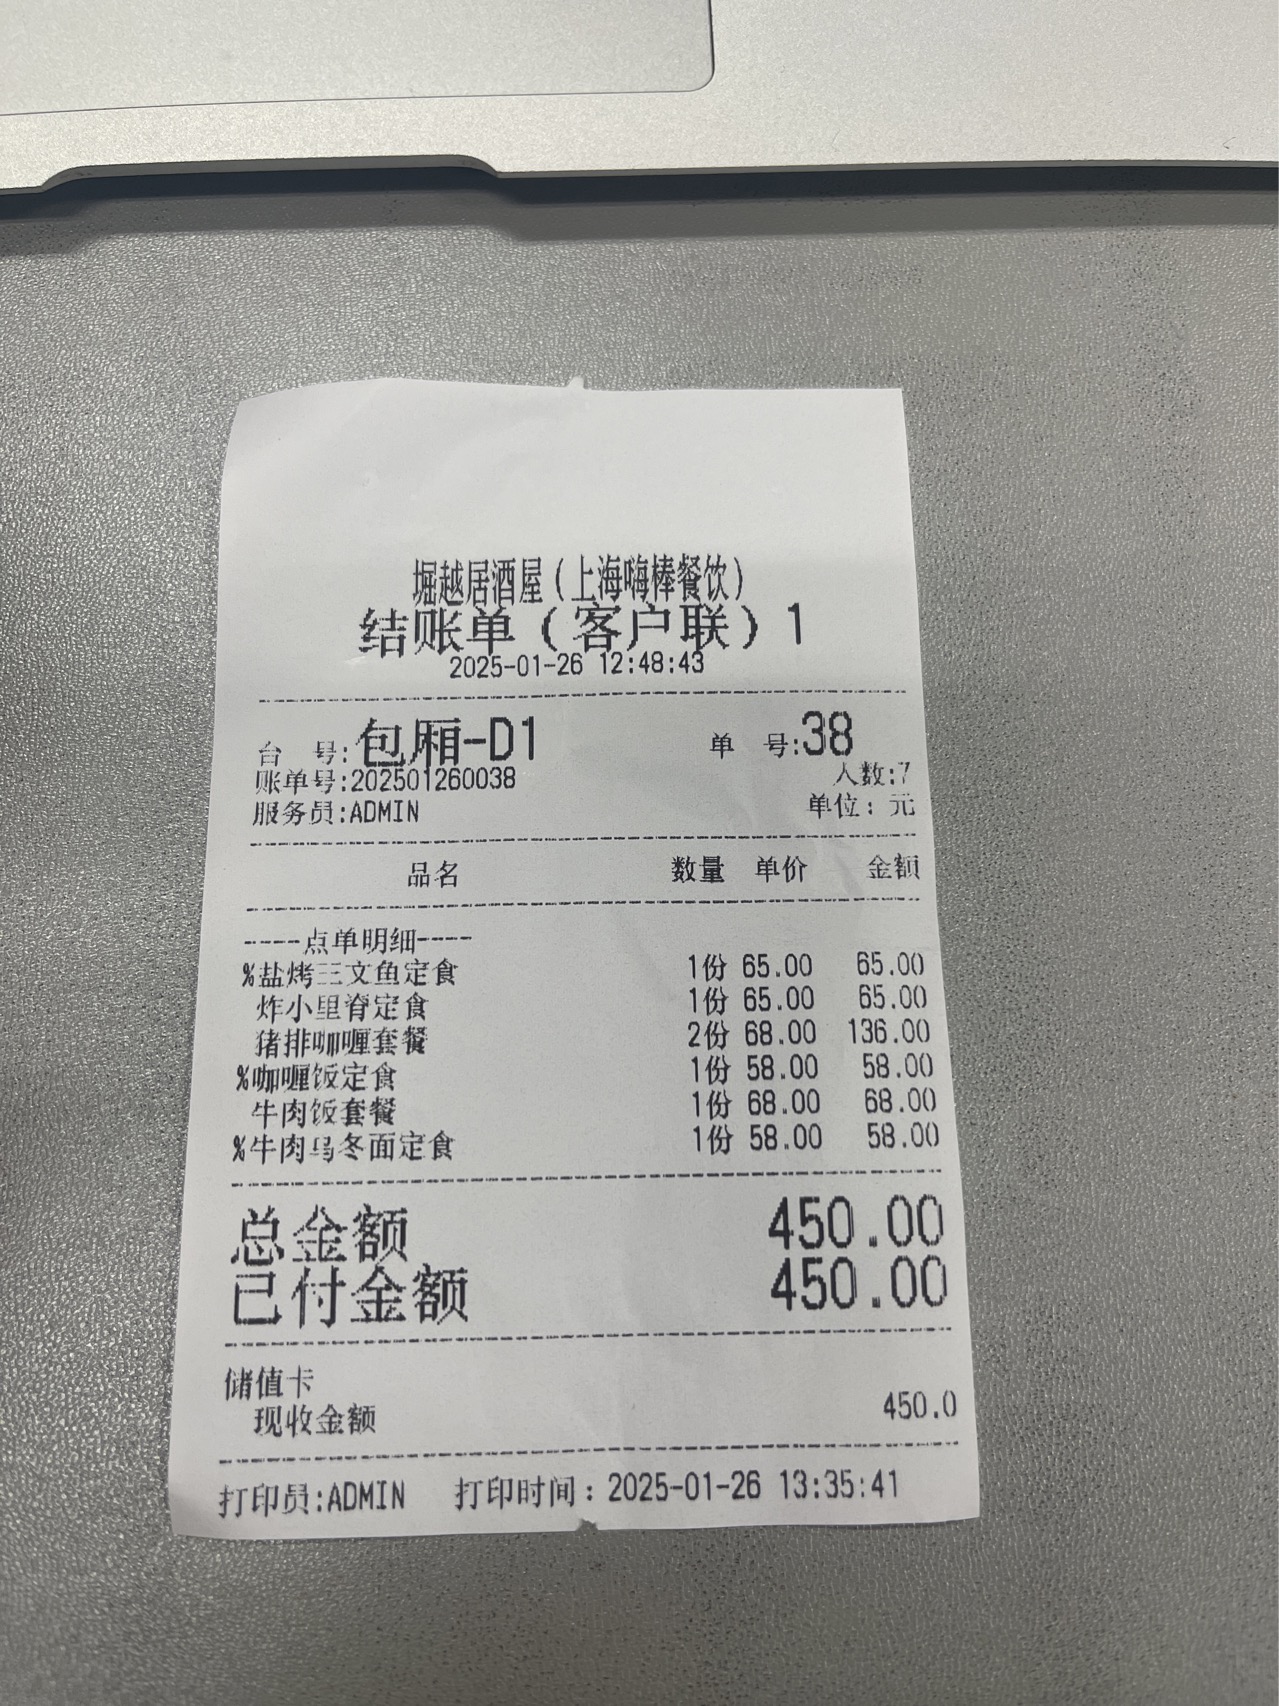 堀越居酒屋(上海嗨棒餐饮)
结账单(客户联)1
2025-01-26 12:48:43
台 号:包厢-D1 单 号:38
账单号:202501260038 人数:7
服务员:ADMIN 单位: 元
品名 数量 单价 金额
----点单明细----
%盐烤三文鱼定食 1份 65.00 65.00
炸小里脊定食 1份 65.00 65.00
猪排咖喱套餐 2份 68.00 136.00
%咖喱饭定食 1份 58.00 58.00
牛肉饭套餐 1份 68.00 68.00
%牛肉乌冬面定食 1份 58.00 58.00
总金额 450.00
已付金额 450.00
储值卡
现收金额 450.0
打印员:ADMIN 打印时间: 2025-01-26 13:35:41